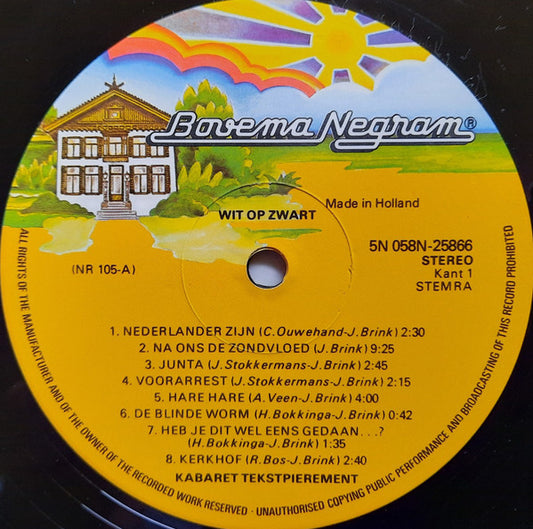 Bovema Negram®
WIT OP ZWART
Made in Holland
5N 058N-25866
STEREO
(NR 105-A)
Kant 1
STEMRA
1. NEDERLANDER ZIJN (C.Ouwehand-J.Brink) 2:30
2. NA ONS DE ZONDVLOED (J.Brink) 9:25
3. JUNTA (J.Stokkermans-J.Brink) 2:45
4. VOORARREST (J.Stokkermans-J.Brink) 2:15
5. HARE HARE (A.Veen-J.Brink) 4:00
6. DE BLINDE WORM (H.Bokkinga-J.Brink) 0:42
7. HEB JE DIT WEL EENS GEDAAN...?
(H.Bokkinga-J.Brink) 1:35
8. KERKHOF (R.Bos-J.Brink) 2:40
KABARET TEKSTPIEREMENT
ALL RIGHTS OF THE MANUFACTURER AND OF THE OWNER OF THE RECORDED WORK RESERVED · UNAUTHORISED COPYING PUBLIC PERFORMANCE AND BROADCASTING OF THIS RECORD PROHIBITED